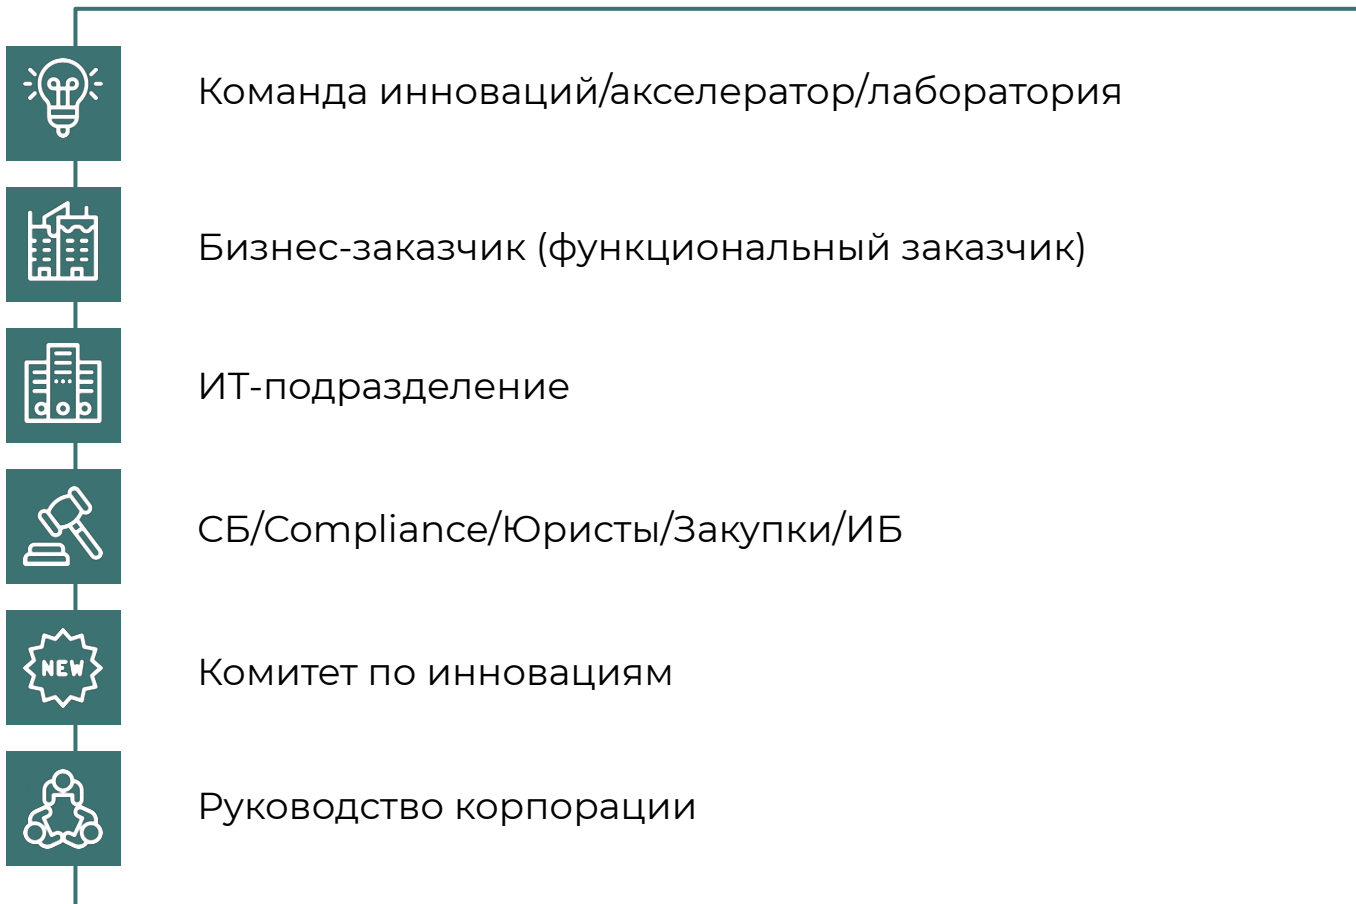 Команда инноваций/акселератор/лаборатория
Бизнес-заказчик (функциональный заказчик)
ИТ-подразделение
СБ/Compliance/Юристы/Закупки/ИБ
NEW
Комитет по инновациям
Руководство корпорации